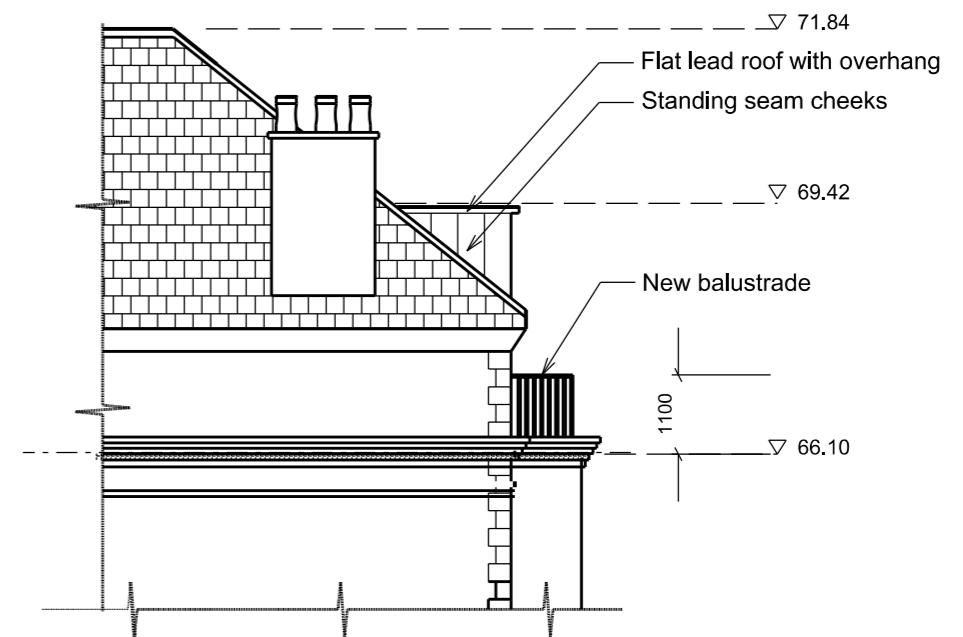 71.84
Flat lead roof with overhang
Standing seam cheeks
69.42
New balustrade
1100
66.10